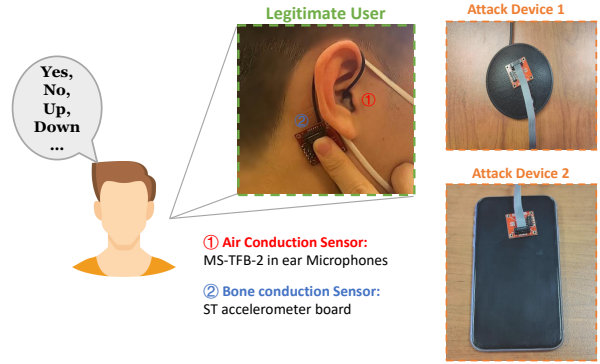 Legitimate User
Attack Device 1
Yes,
No,
Up,
Down
...
①
②
Attack Device 2
① Air Conduction Sensor:
MS-TFB-2 in ear Microphones
② Bone conduction Sensor:
ST accelerometer board